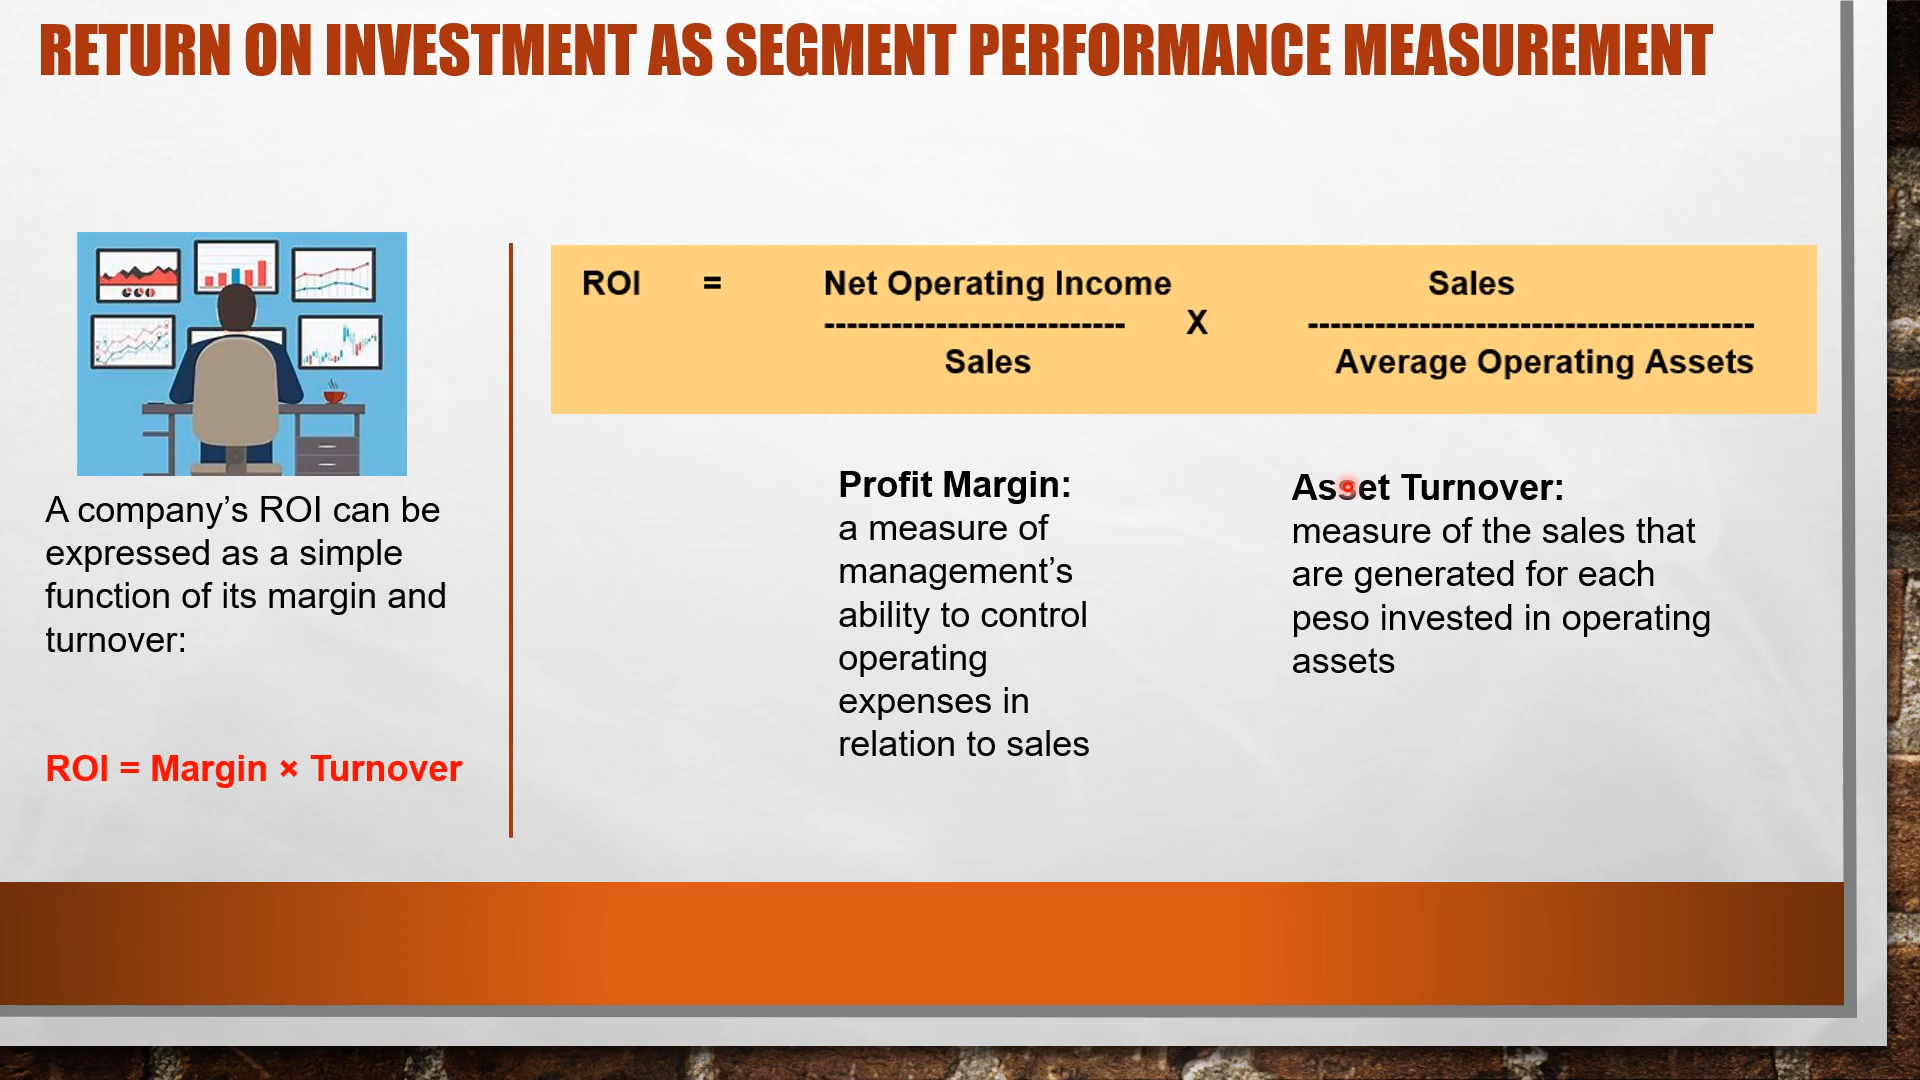 RETURN ON INVESTMENT AS SEGMENT PERFORMANCE MEASUREMENT
A company’s ROI can be
expressed as a simple
function of its margin and
turnover:
ROI = Margin × Turnover
ROI = Net Operating Income Sales
--------------------------- X ----------------------------------------
Sales Average Operating Assets
Profit Margin:
a measure of
management’s
ability to control
operating
expenses in
relation to sales
Asset Turnover:
measure of the sales that
are generated for each
peso invested in operating
assets